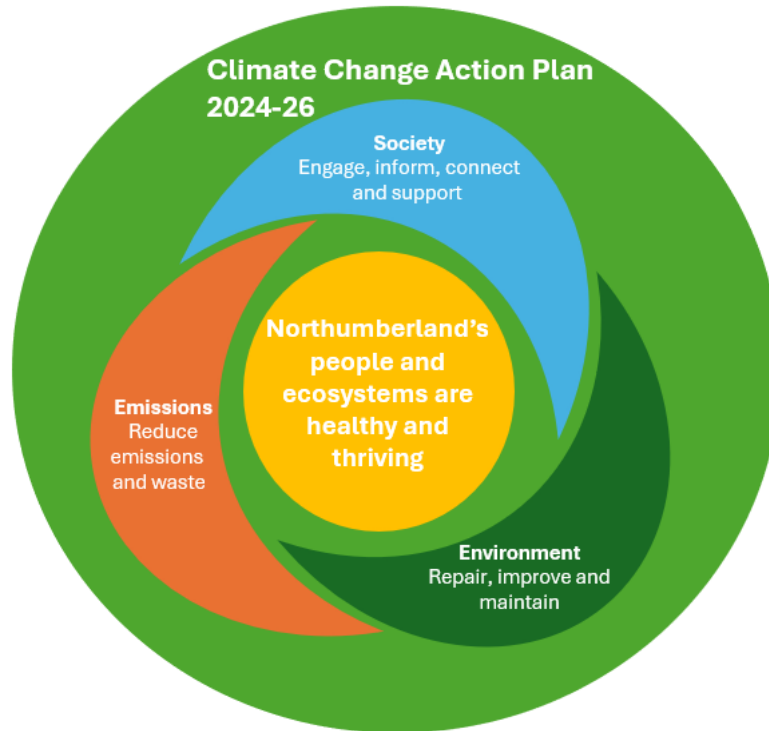 Climate Change Action Plan
2024-26
Society
Engage, inform, connect
and support
Northumberland's
people and
ecosystems are
healthy and
thriving
Emissions
Reduce
emissions
and waste
Environment
Repair, improve and
maintain